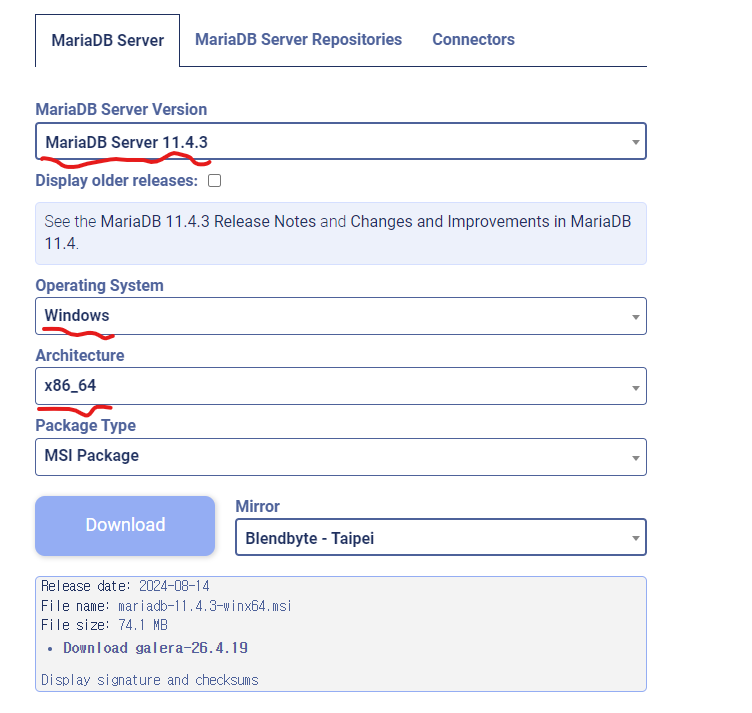 MariaDB Server MariaDB Server Repositories Connectors
MariaDB Server Version
MariaDB Server 11.4.3
Display older releases:
See the MariaDB 11.4.3 Release Notes and Changes and Improvements in MariaDB
11.4.
Operating System
Windows
Architecture
x86_64
Package Type
MSI Package
Download
Mirror
Blendbyte - Taipei
Release date: 2024-08-14
File name: mariadb-11.4.3-winx64.msi
File size: 74.1 MB
• Download galera-26.4.19
Display signature and checksums